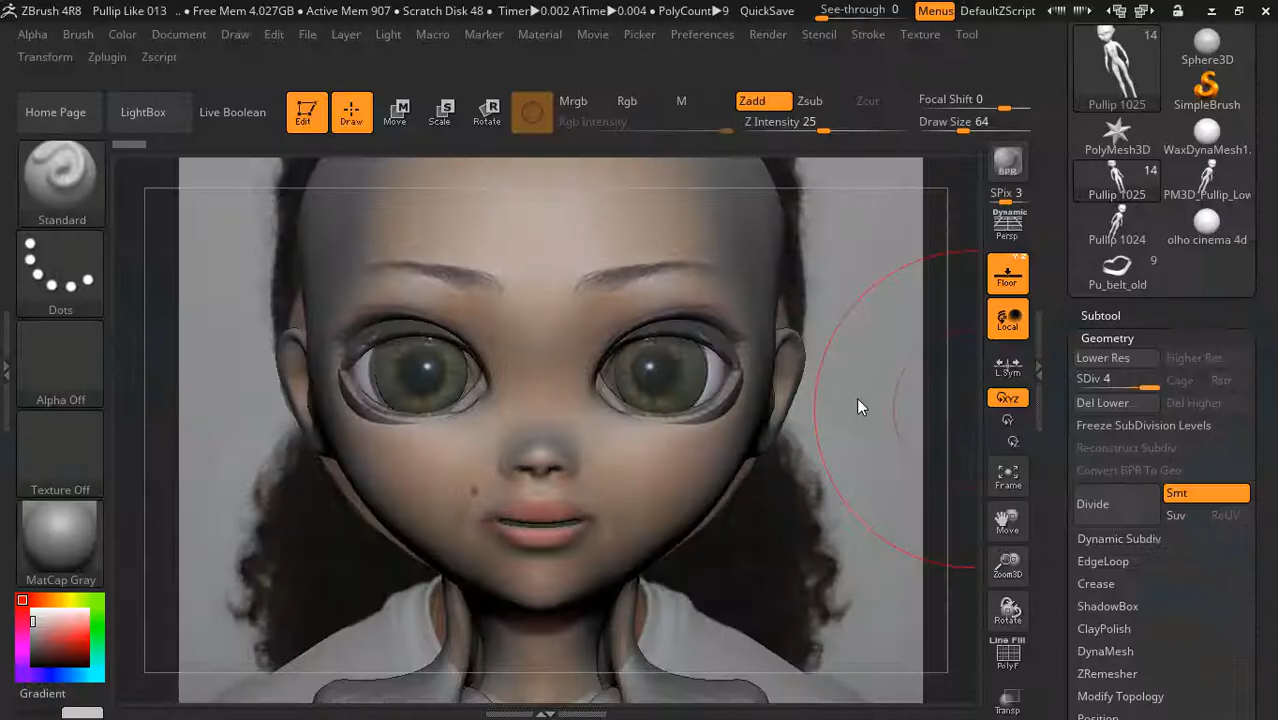 ZBrush 4R8 Pullip Like 013 .. • Free Mem 4.027GB • Active Mem 907 • Scratch Disk 48 • Timer▶0.002 ATime▶0.004 • PolyCount▶9 QuickSave See-through 0 Menus DefaultZScript
Alpha Brush Color Document Draw Edit File Layer Light Macro Marker Material Movie Picker Preferences Render Stencil Stroke Texture Tool
Transform Zplugin Zscript
Home Page LightBox Live Boolean Edit Draw Move Scale Rotate
Mrgb Rgb M Zadd Zsub Zcut Focal Shift 0
Rgb Intensity Z Intensity 25 Draw Size 64
Standard
Dots
Alpha Off
Texture Off
MatCap Gray
Gradient
BPR
SPix 3
Dynamic
Persp
Floor
Local
L.Sym
XYZ
Frame
Move
Zoom3D
Rotate
Line Fill
PolyF
Transp
14
Pullip 1025
Sphere3D
SimpleBrush
PolyMesh3D
WaxDynaMesh1.
14
Pullip 1025
PM3D_Pullip_Low
Pullip 1024
olho cinema 4d
9
Pu_belt_old
Subtool
Geometry
Lower Res Higher Res
SDiv 4 Cage Rstr
Del Lower Del Higher
Freeze SubDivision Levels
Reconstruct Subdiv
Convert BPR To Geo
Divide Smt
Suv ReUV
Dynamic Subdiv
EdgeLoop
Crease
ShadowBox
ClayPolish
DynaMesh
ZRemesher
Modify Topology
Position